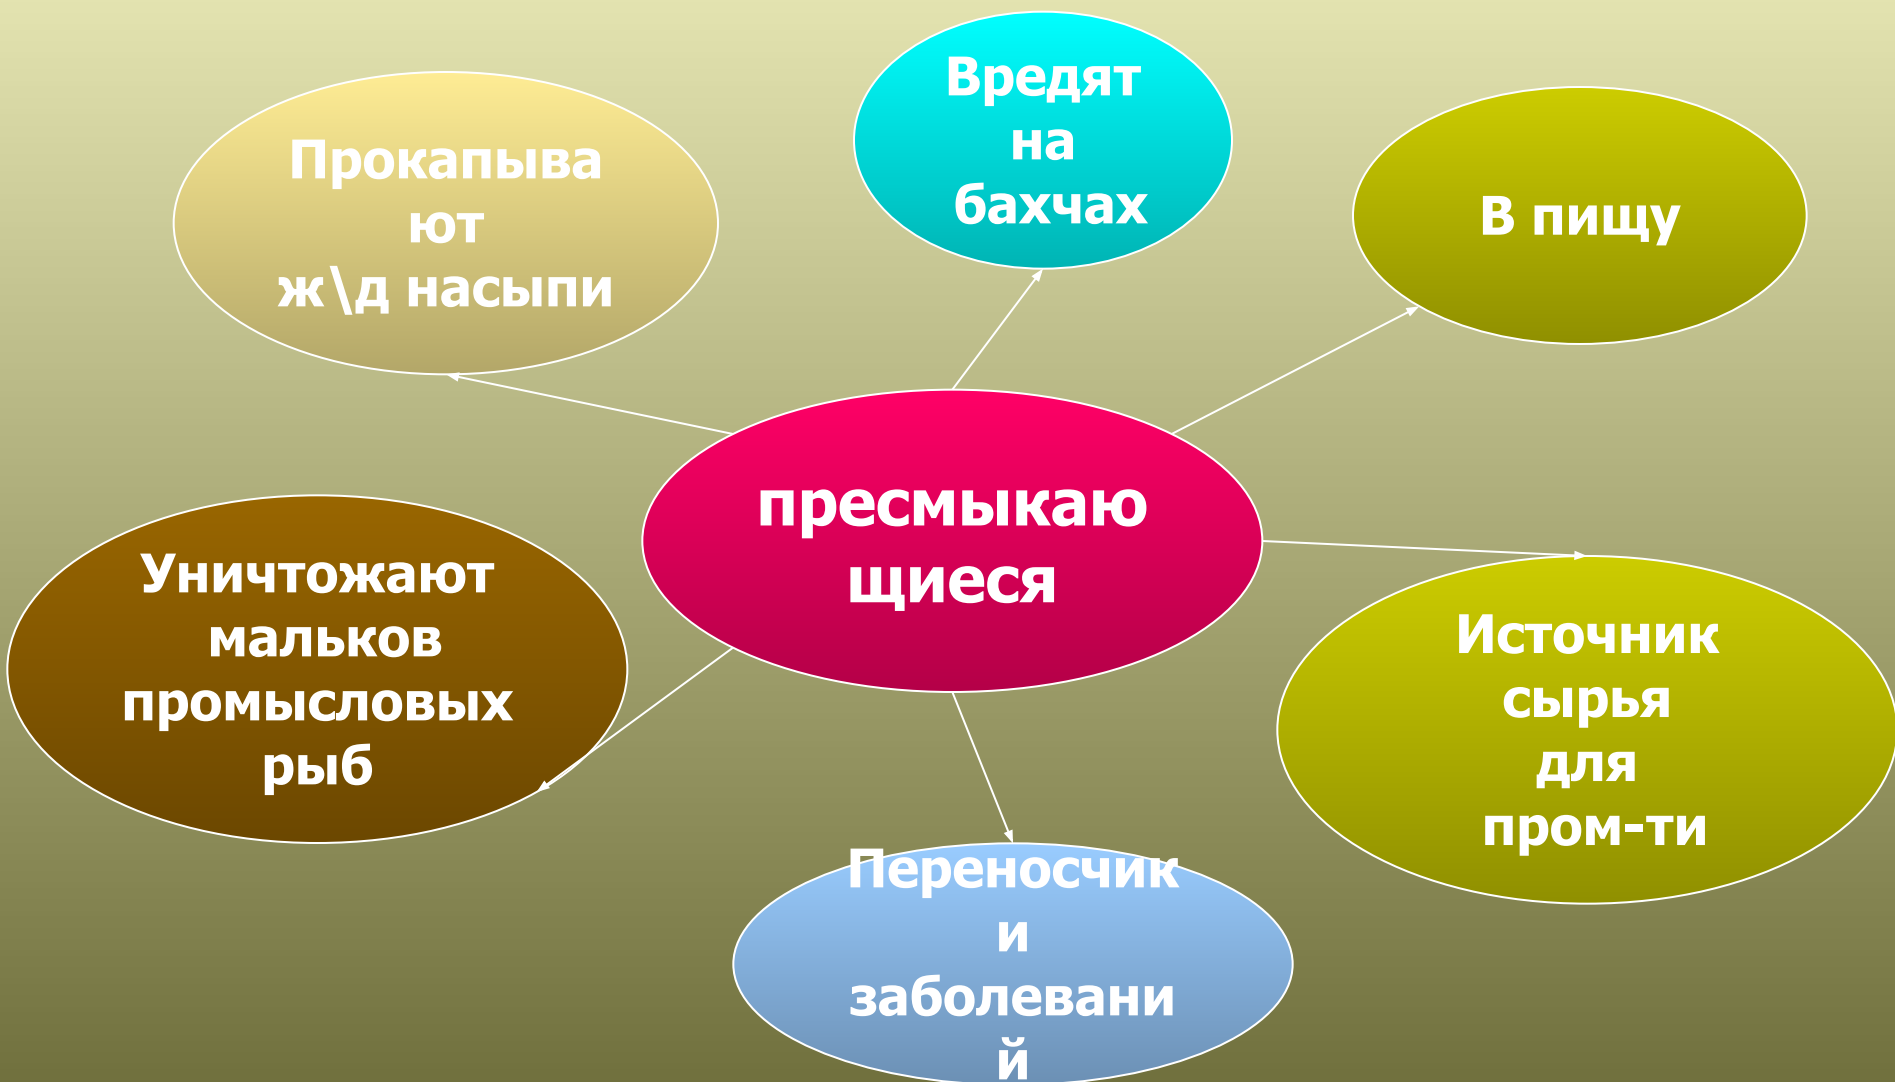 Вредят
на
бахчах
Прокапыва
ют
ж\д насыпи
В пищу
пресмыкаю
щиеся
Уничтожают
мальков
промысловых
рыб
Источник
сырья
для
пром-ти
Переносчик
и
заболевани
й